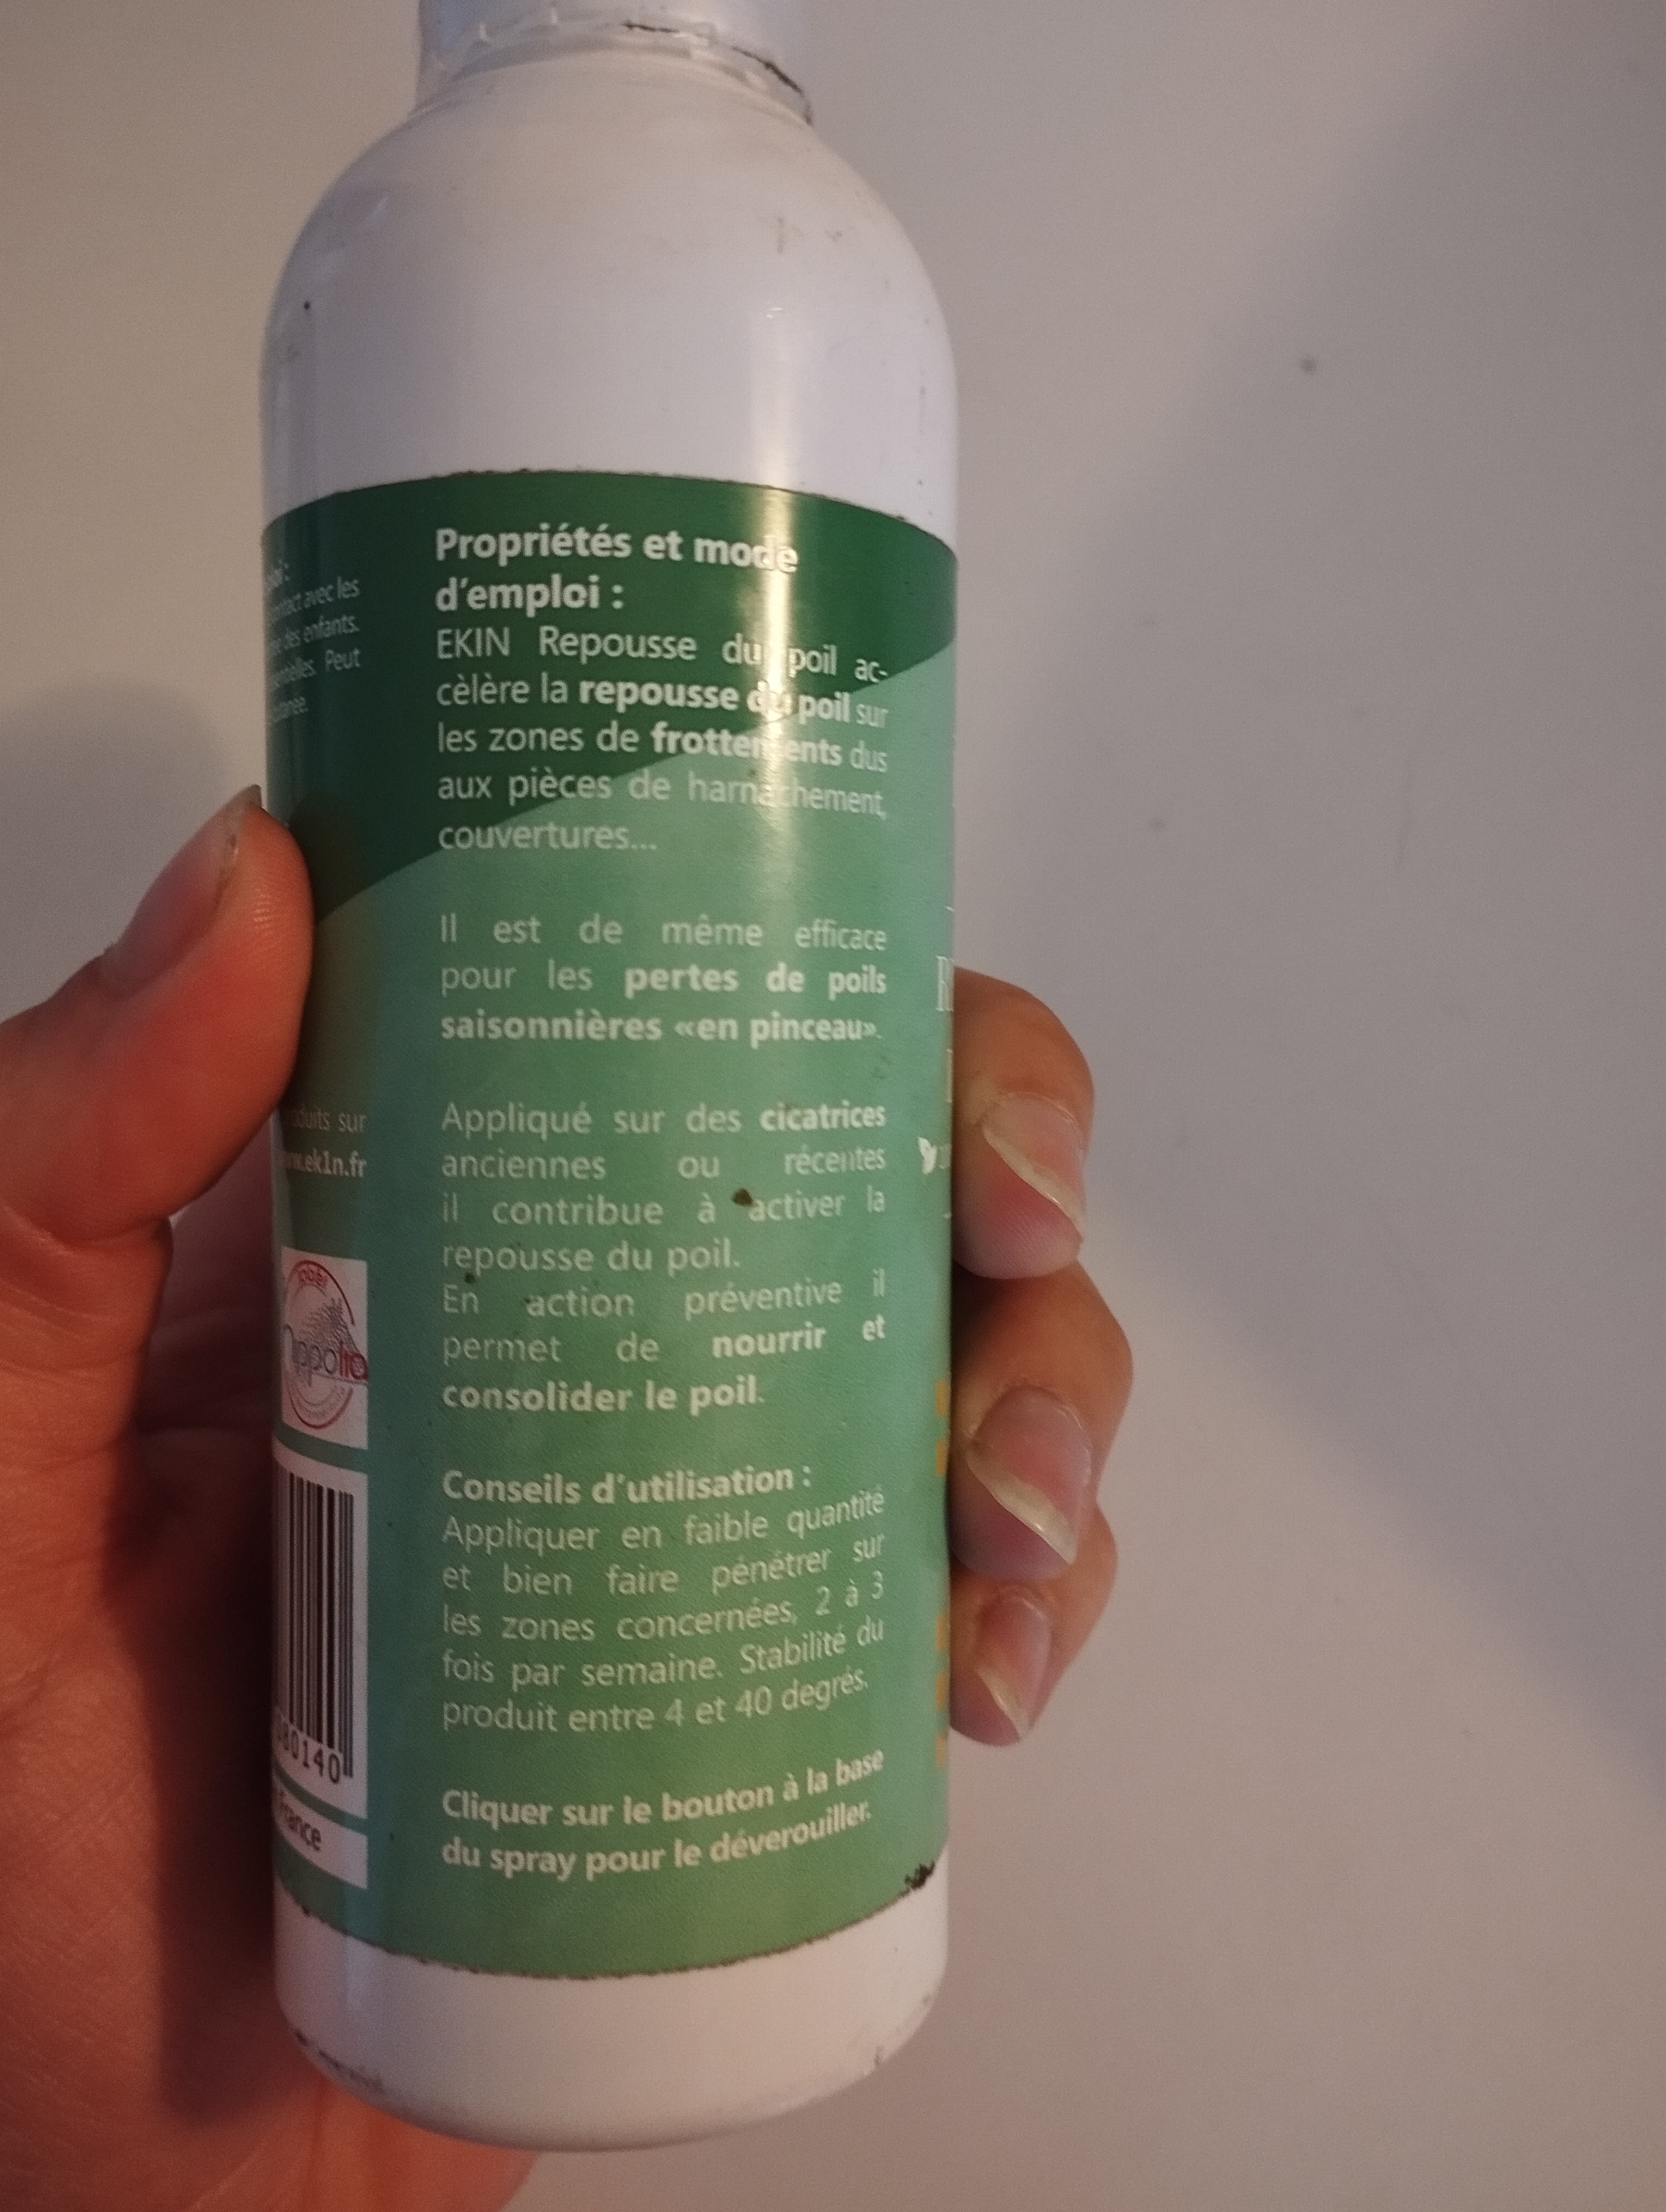 Propriétés et mode
d'emploi :
EKIN Repousse du poil ac-
cèlère la repousse du poil sur
les zones de frottements dus
aux pièces de harnachement,
couvertures...
Il est de même efficace
pour les pertes de poils
saisonnières «en pinceau».
Appliqué sur des cicatrices
anciennes ou récentes
il contribue à activer la
repousse du poil.
En action préventive il
permet de nourrir et
consolider le poil.
Conseils d'utilisation :
Appliquer en faible quantité
et bien faire pénétrer sur
les zones concernées, 2 à 3
fois par semaine. Stabilité du
produit entre 4 et 40 degrés.
Cliquer sur le bouton à la base
du spray pour le déverouiller.
avec les
des enfants.
Peut
sur
ek1n.fr
hippolia
80140